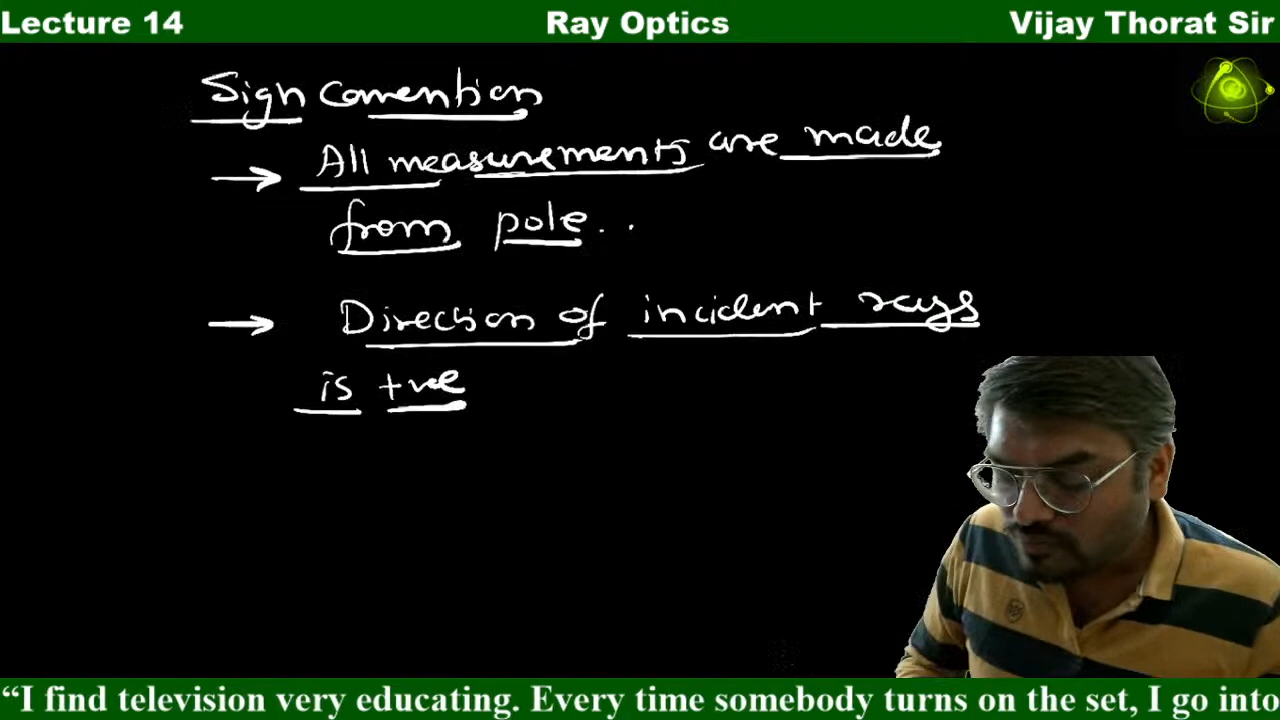 Lecture 14 Ray Optics Vijay Thorat Sir
Sign convention
→ All measurements are made
from pole..
→ Direction of incident rays
is +ve
“I find television very educating. Every time somebody turns on the set, I go into